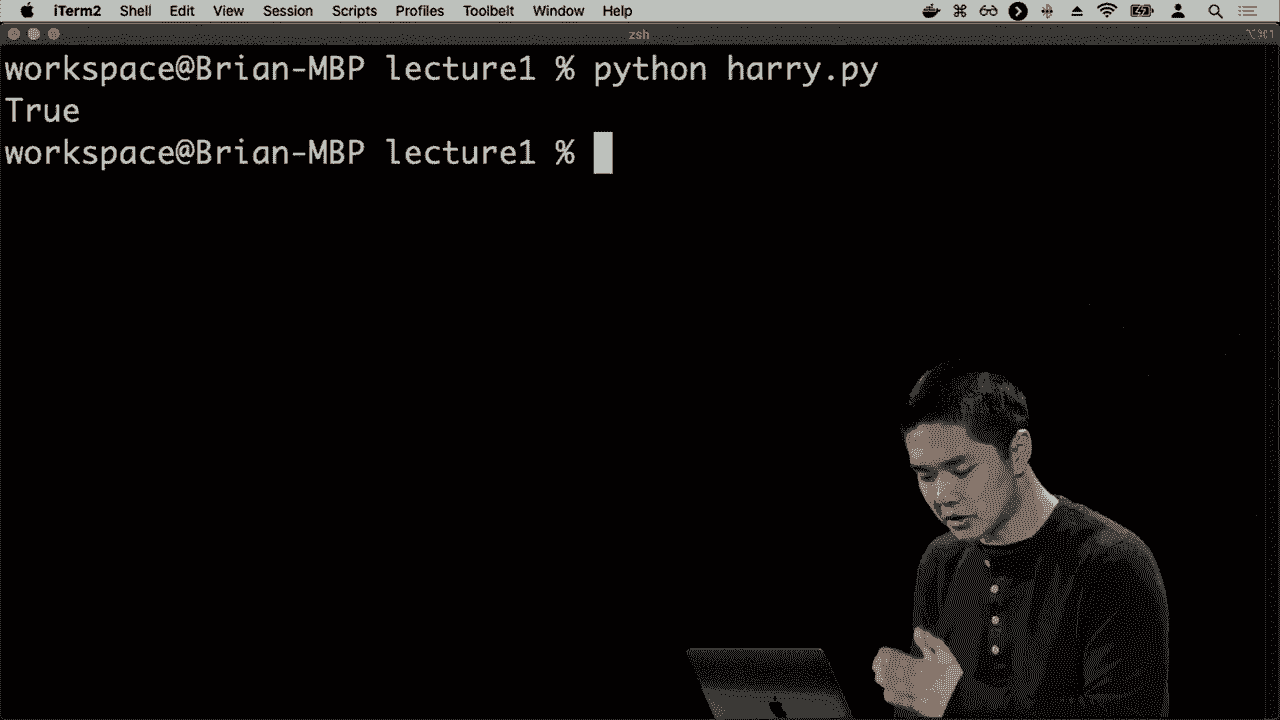 iTerm2 Shell Edit View Session Scripts Profiles Toolbelt Window Help
zsh
workspace@Brian-MBP lecture1 % python harry.py
True
workspace@Brian-MBP lecture1 %